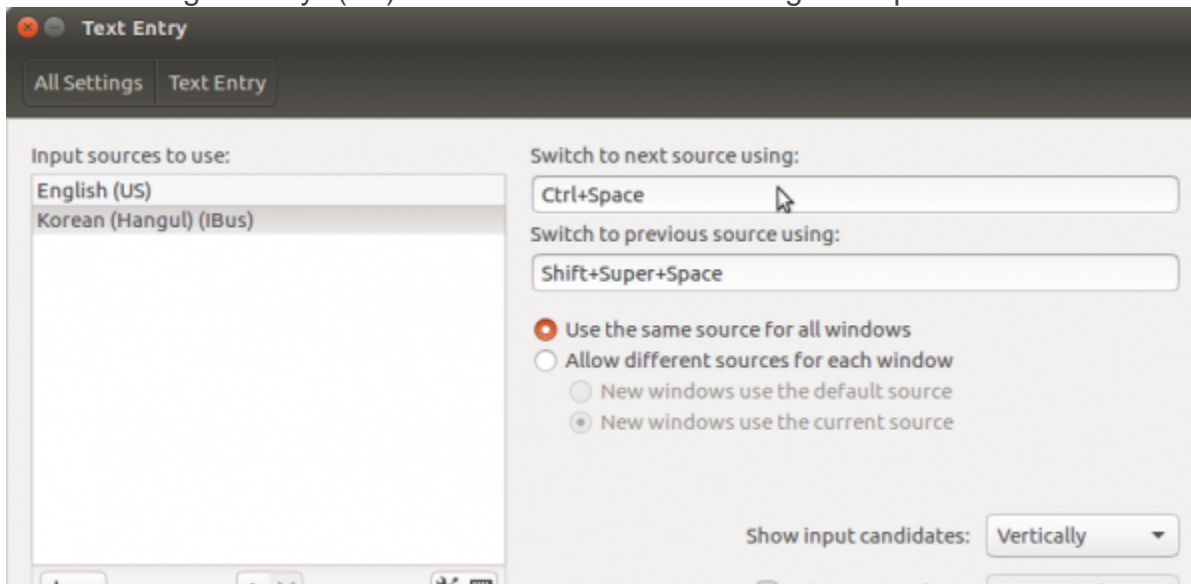 Text Entry
All Settings Text Entry
Input sources to use:
English (US)
Korean (Hangul) (IBus)
Switch to next source using:
Ctrl+Space
Switch to previous source using:
Shift+Super+Space
Use the same source for all windows
Allow different sources for each window
New windows use the default source
New windows use the current source
Show input candidates: Vertically